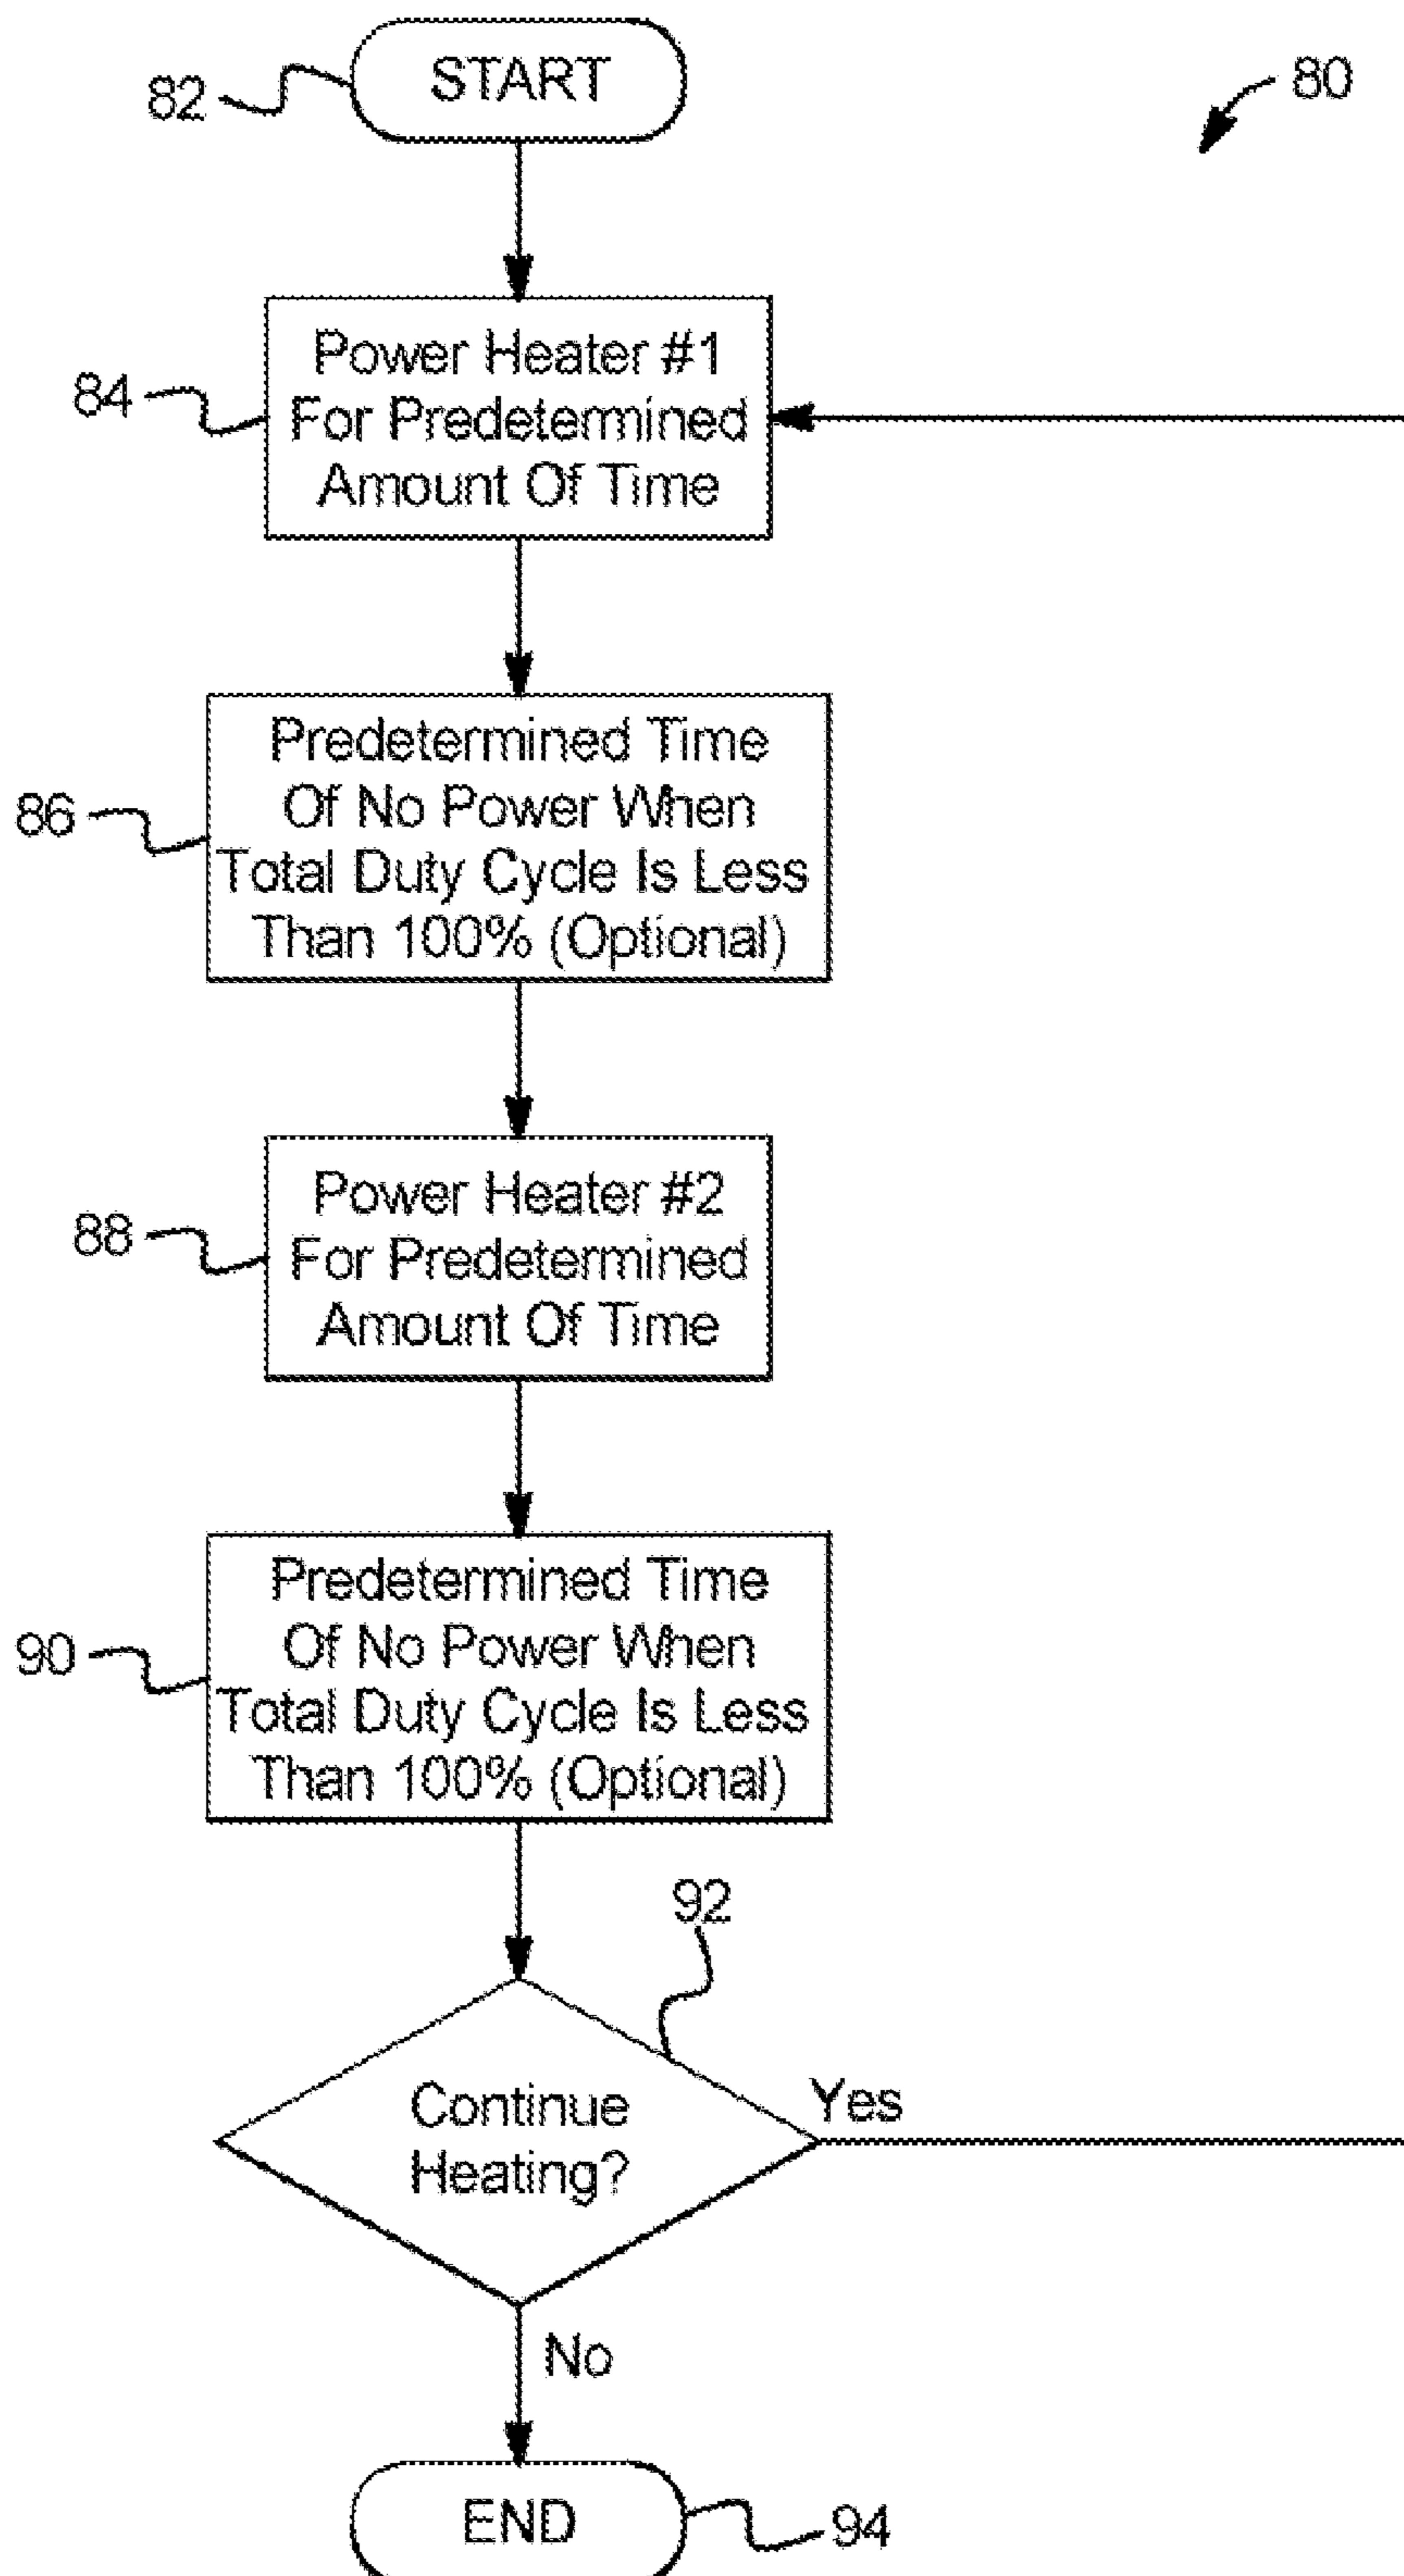 82
START
80
84
Power Heater #1
For Predetermined
Amount Of Time
86
Predetermined Time
Of No Power When
Total Duty Cycle Is Less
Than 100% (Optional)
88
Power Heater #2
For Predetermined
Amount Of Time
90
Predetermined Time
Of No Power When
Total Duty Cycle Is Less
Than 100% (Optional)
92
Continue
Heating?
Yes
No
END
94